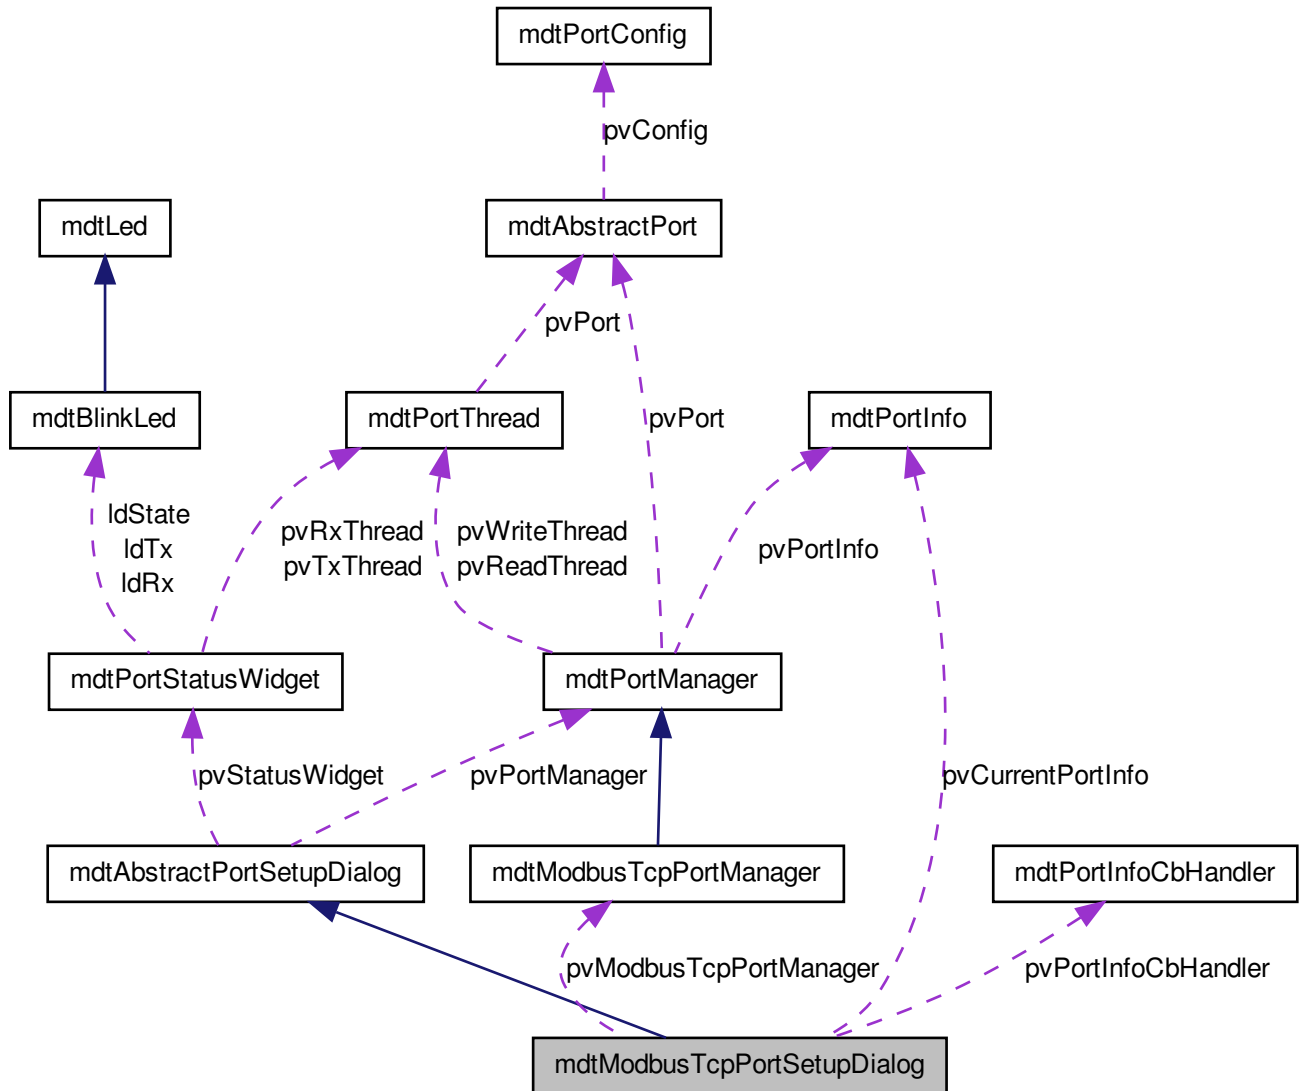 mdtPortConfig
pvConfig
mdtLed
mdtAbstractPort
pvPort
mdtBlinkLed
mdtPortThread
pvPort
mdtPortInfo
ldState
ldTx
ldRx
pvRxThread
pvTxThread
pvWriteThread
pvReadThread
pvPortInfo
mdtPortStatusWidget
mdtPortManager
pvStatusWidget
pvPortManager
pvCurrentPortInfo
mdtAbstractPortSetupDialog
mdtModbusTcpPortManager
mdtPortInfoCbHandler
pvModbusTcpPortManager
pvPortInfoCbHandler
mdtModbusTcpPortSetupDialog